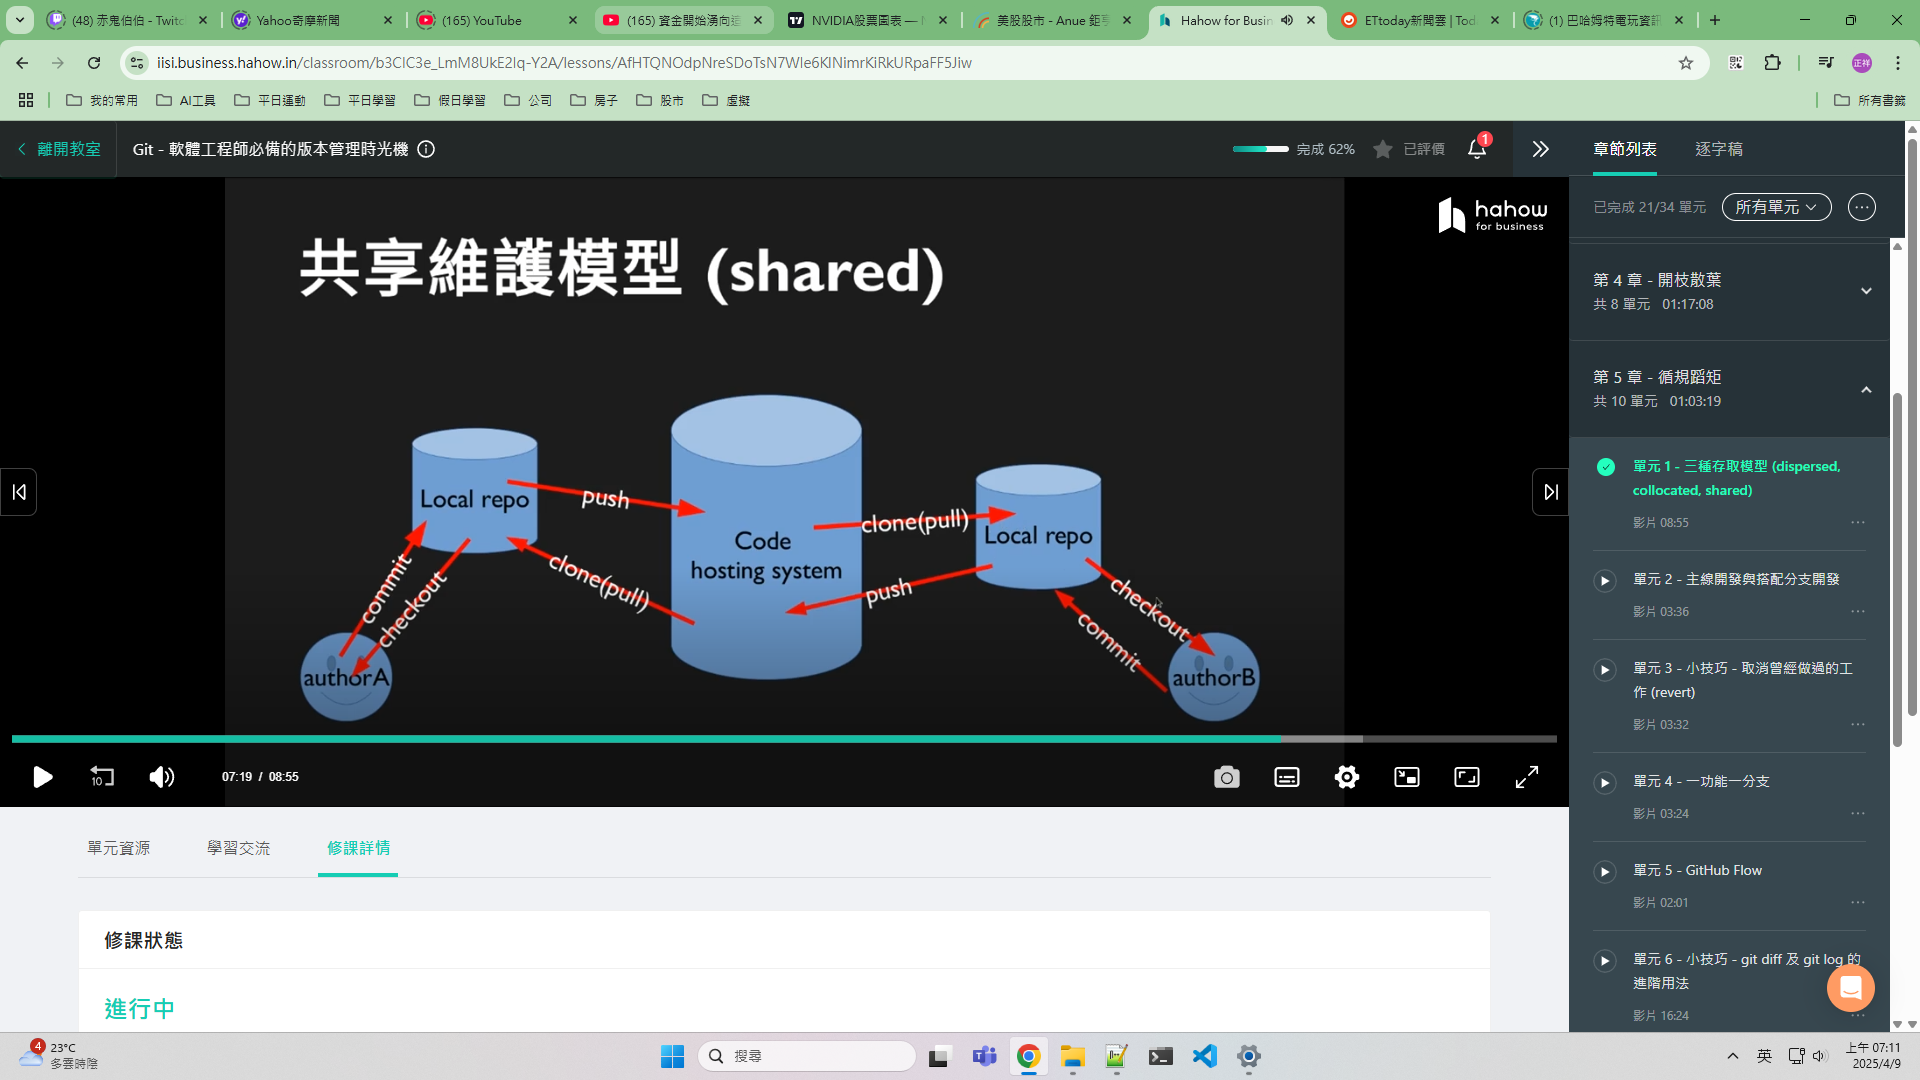 (48) 赤鬼伯伯 - Twitc
Yahoo奇摩新聞
(165) YouTube
(165) 資金開始湧向這
NVIDIA股票圖表 —
美股股市 - Anue 鉅亨
Hahow for Busin
ETtoday新聞雲 | Tod
(1) 巴哈姆特電玩資訊
iisi.business.hahow.in/classroom/b3ClC3e_LmM8UkE2lq-Y2A/lessons/AfHTQNOdpNreSDoTsN7Wle6KlNimrKiRkURpaFF5Jiw
正祥
我的常用
AI工具
平日運動
平日學習
假日學習
公司
房子
股市
虛擬
所有書籤
離開教室
Git - 軟體工程師必備的版本管理時光機
完成 62%
已評價
1
章節列表
逐字稿
已完成 21/34 單元
所有單元
hahow
for business
共享維護模型 (shared)
Local repo
push
Code
hosting system
clone(pull)
Local repo
clone(pull)
push
commit
checkout
checkout
commit
authorA
authorB
10
07:19 / 08:55
第 4 章 - 開枝散葉
共 8 單元 01:17:08
第 5 章 - 循規蹈矩
共 10 單元 01:03:19
單元 1 - 三種存取模型 (dispersed,
collocated, shared)
影片 08:55
單元 2 - 主線開發與搭配分支開發
影片 03:36
單元 3 - 小技巧 - 取消曾經做過的工
作 (revert)
影片 03:32
單元 4 - 一功能一分支
影片 03:24
單元 5 - GitHub Flow
影片 02:01
單元 6 - 小技巧 - git diff 及 git log 的
進階用法
影片 16:24
單元資源
學習交流
修課詳情
修課狀態
進行中
4
23°C
多雲時陰
搜尋
英
上午 07:11
2025/4/9